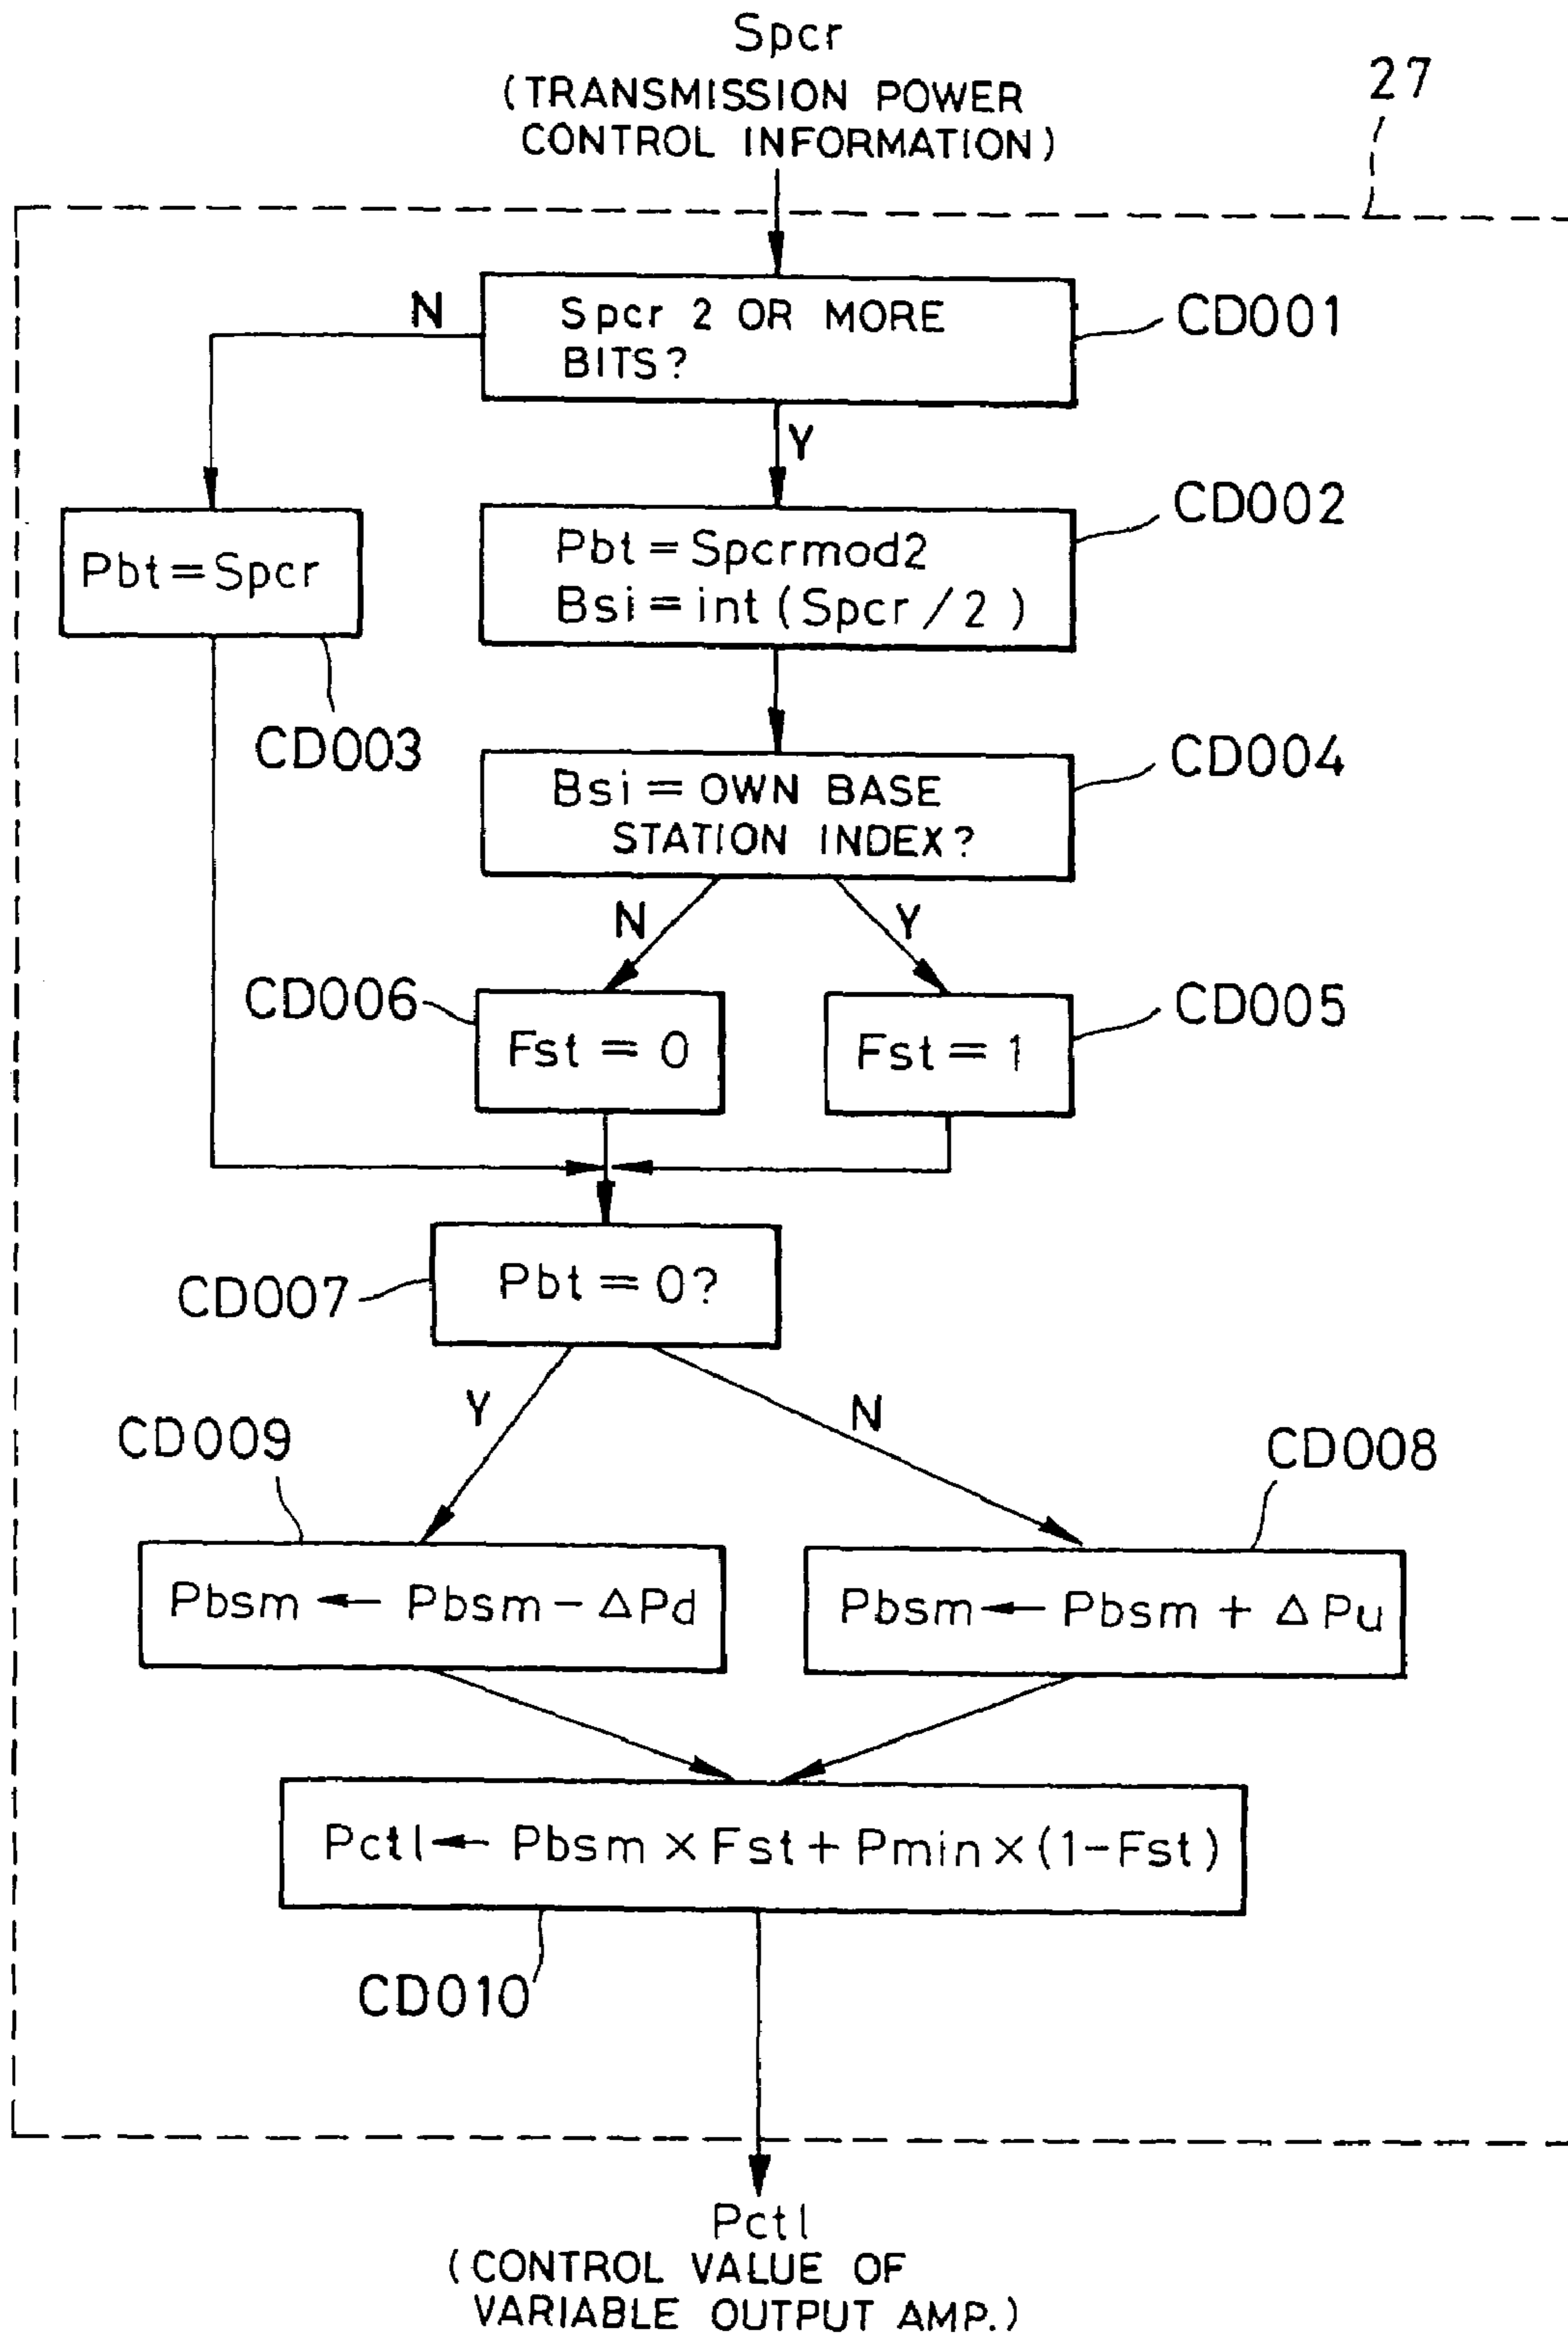 Spcr
(TRANSMISSION POWER
CONTROL INFORMATION)
27
N
Spcr 2 OR MORE
BITS?
CD001
Y
CD002
Pbt = Spcrmod2
Bsi = int (Spcr / 2)
Pbt = Spcr
CD003
CD004
Bsi = OWN BASE
STATION INDEX?
N
Y
CD006
Fst = 0
Fst = 1
CD005
Pbt = 0?
CD007
Y
N
CD009
CD008
Pbsm ← Pbsm - ΔPd
Pbsm ← Pbsm + ΔPu
Pctl ← Pbsm × Fst + Pmin × (1-Fst)
CD010
Pctl
(CONTROL VALUE OF
VARIABLE OUTPUT AMP.)